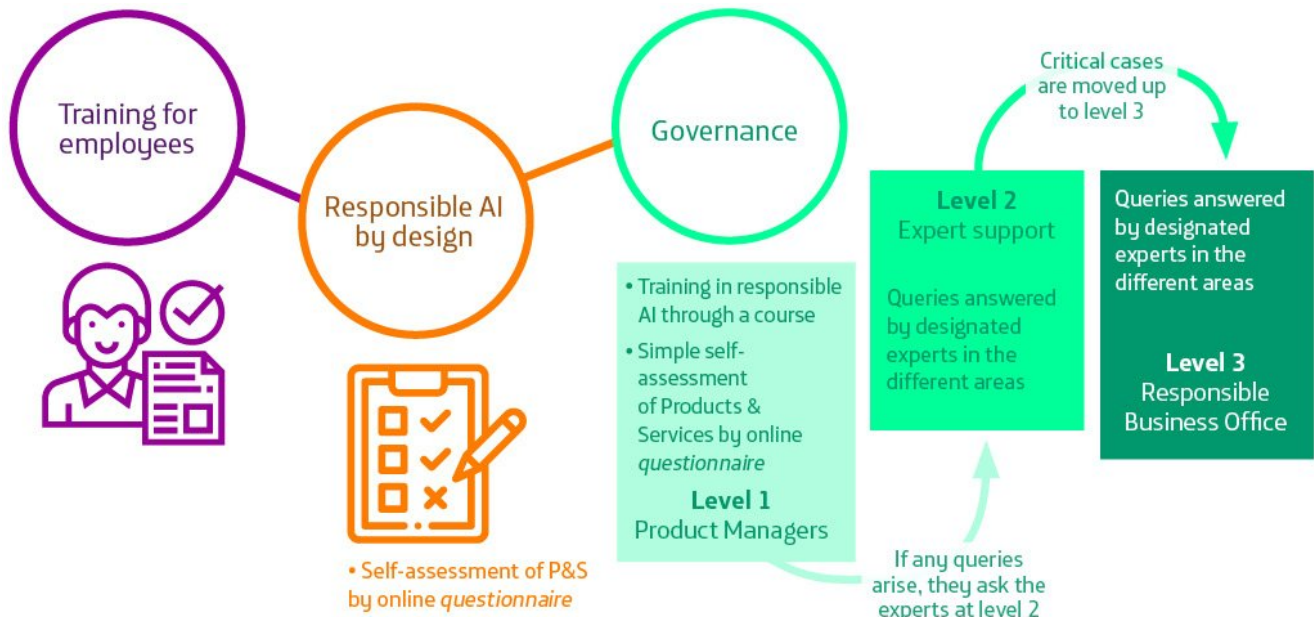 Training for
employees
Responsible AI
by design
• Self-assessment of P&S
by online questionnaire
Governance
• Training in responsible
AI through a course
• Simple self-
assessment
of Products &
Services by online
questionnaire
Level 1
Product Managers
If any queries
arise, they ask the
experts at level 2
Level 2
Expert support
Queries answered
by designated
experts in the
different areas
Critical cases
are moved up
to level 3
Queries answered
by designated
experts in the
different areas
Level 3
Responsible
Business Office